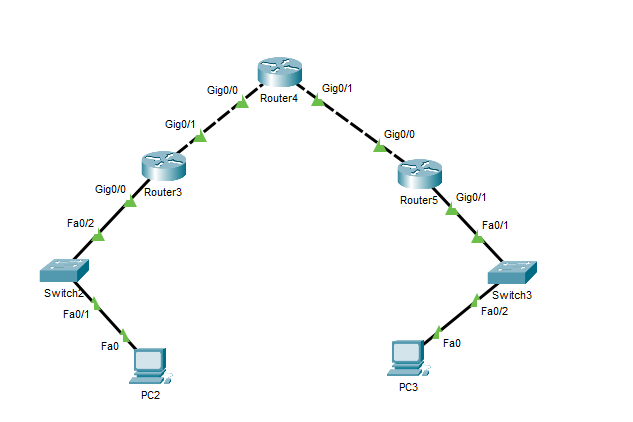 Gig0/0
Router4
Gig0/1
Gig0/1
Gig0/0
Gig0/0
Router3
Router5
Gig0/1
Fa0/2
Fa0/1
Switch2
Switch3
Fa0/1
Fa0/2
Fa0
Fa0
PC2
PC3